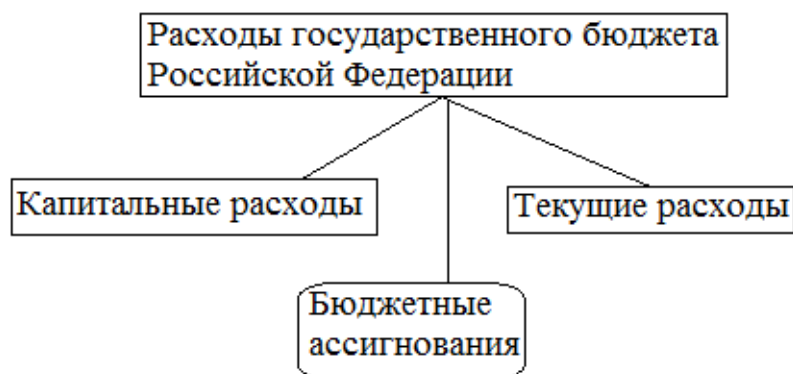 Расходы государственного бюджета
Российской Федерации
Капитальные расходы
Текущие расходы
Бюджетные
ассигнования